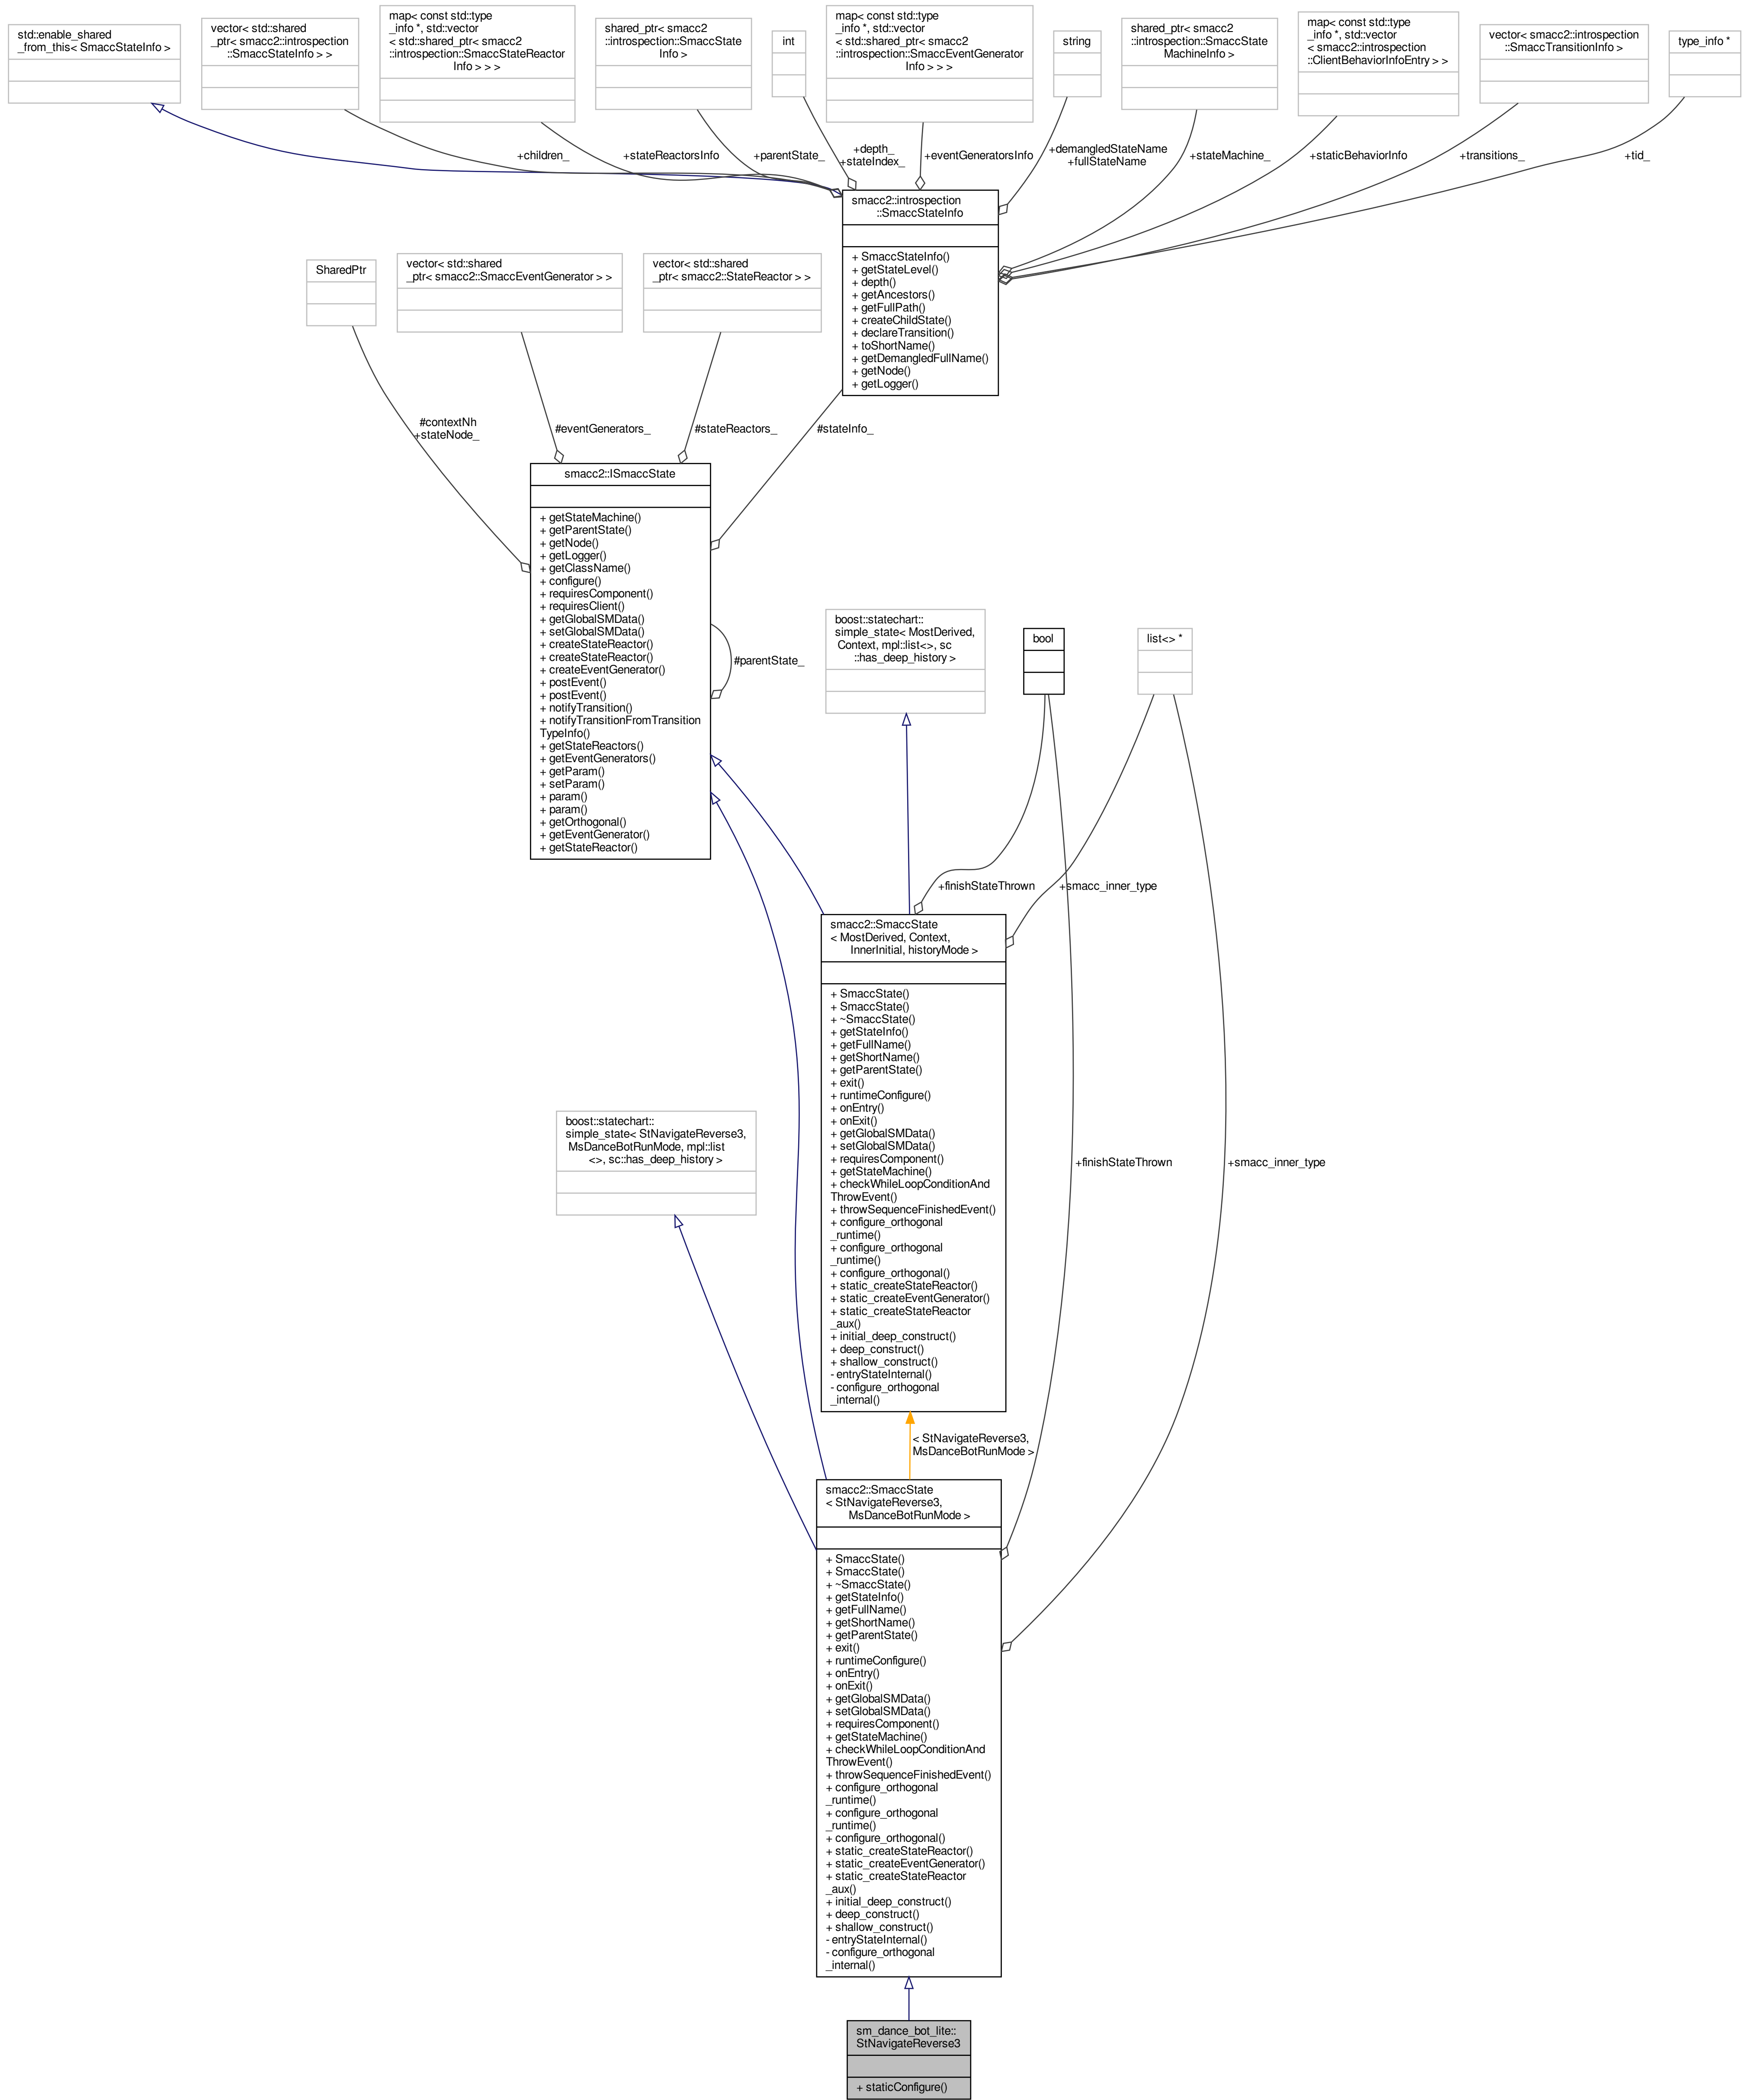 std::enable_shared
_from_this< SmaccStateInfo >
vector< std::shared
_ptr< smacc2::introspection
::SmaccStateInfo > >
map< const std::type
_info *, std::vector
< std::shared_ptr< smacc2
::introspection::SmaccStateReactor
Info > > >
shared_ptr< smacc2
::introspection::SmaccState
Info >
int
map< const std::type
_info *, std::vector
< std::shared_ptr< smacc2
::introspection::SmaccEventGenerator
Info > > >
string
shared_ptr< smacc2
::introspection::SmaccState
MachineInfo >
map< const std::type
_info *, std::vector
< smacc2::introspection
::ClientBehaviorInfoEntry > >
vector< smacc2::introspection
::SmaccTransitionInfo >
type_info *
+children_
+stateReactorsInfo
+parentState_
+depth_
+stateIndex_
+eventGeneratorsInfo
+demangledStateName
+fullStateName
+stateMachine_
+staticBehaviorInfo
+transitions_
+tid_
smacc2::introspection
::SmaccStateInfo
+ SmaccStateInfo()
+ getStateLevel()
+ depth()
+ getAncestors()
+ getFullPath()
+ createChildState()
+ declareTransition()
+ toShortName()
+ getDemangledFullName()
+ getNode()
+ getLogger()
SharedPtr
vector< std::shared
_ptr< smacc2::SmaccEventGenerator > >
vector< std::shared
_ptr< smacc2::StateReactor > >
#contextNh
+stateNode_
#eventGenerators_
#stateReactors_
#stateInfo_
smacc2::ISmaccState
+ getStateMachine()
+ getParentState()
+ getNode()
+ getLogger()
+ getClassName()
+ configure()
+ requiresComponent()
+ requiresClient()
+ getGlobalSMData()
+ setGlobalSMData()
+ createStateReactor()
+ createStateReactor()
+ createEventGenerator()
+ postEvent()
+ postEvent()
+ notifyTransition()
+ notifyTransitionFromTransition
TypeInfo()
+ getStateReactors()
+ getEventGenerators()
+ getParam()
+ setParam()
+ param()
+ param()
+ getOrthogonal()
+ getEventGenerator()
+ getStateReactor()
#parentState_
boost::statechart::
simple_state< MostDerived,
Context, mpl::list<>, sc
::has_deep_history >
bool
list<> *
+finishStateThrown
+smacc_inner_type
smacc2::SmaccState
< MostDerived, Context,
InnerInitial, historyMode >
+ SmaccState()
+ SmaccState()
+ ~SmaccState()
+ getStateInfo()
+ getFullName()
+ getShortName()
+ getParentState()
+ exit()
+ runtimeConfigure()
+ onEntry()
+ onExit()
+ getGlobalSMData()
+ setGlobalSMData()
+ requiresComponent()
+ getStateMachine()
+ checkWhileLoopConditionAnd
ThrowEvent()
+ throwSequenceFinishedEvent()
+ configure_orthogonal
_runtime()
+ configure_orthogonal
_runtime()
+ configure_orthogonal()
+ static_createStateReactor()
+ static_createEventGenerator()
+ static_createStateReactor
_aux()
+ initial_deep_construct()
+ deep_construct()
+ shallow_construct()
- entryStateInternal()
- configure_orthogonal
_internal()
boost::statechart::
simple_state< StNavigateReverse3,
MsDanceBotRunMode, mpl::list
<>, sc::has_deep_history >
+finishStateThrown
+smacc_inner_type
< StNavigateReverse3,
MsDanceBotRunMode >
smacc2::SmaccState
< StNavigateReverse3,
MsDanceBotRunMode >
+ SmaccState()
+ SmaccState()
+ ~SmaccState()
+ getStateInfo()
+ getFullName()
+ getShortName()
+ getParentState()
+ exit()
+ runtimeConfigure()
+ onEntry()
+ onExit()
+ getGlobalSMData()
+ setGlobalSMData()
+ requiresComponent()
+ getStateMachine()
+ checkWhileLoopConditionAnd
ThrowEvent()
+ throwSequenceFinishedEvent()
+ configure_orthogonal
_runtime()
+ configure_orthogonal
_runtime()
+ configure_orthogonal()
+ static_createStateReactor()
+ static_createEventGenerator()
+ static_createStateReactor
_aux()
+ initial_deep_construct()
+ deep_construct()
+ shallow_construct()
- entryStateInternal()
- configure_orthogonal
_internal()
sm_dance_bot_lite::
StNavigateReverse3
+ staticConfigure()